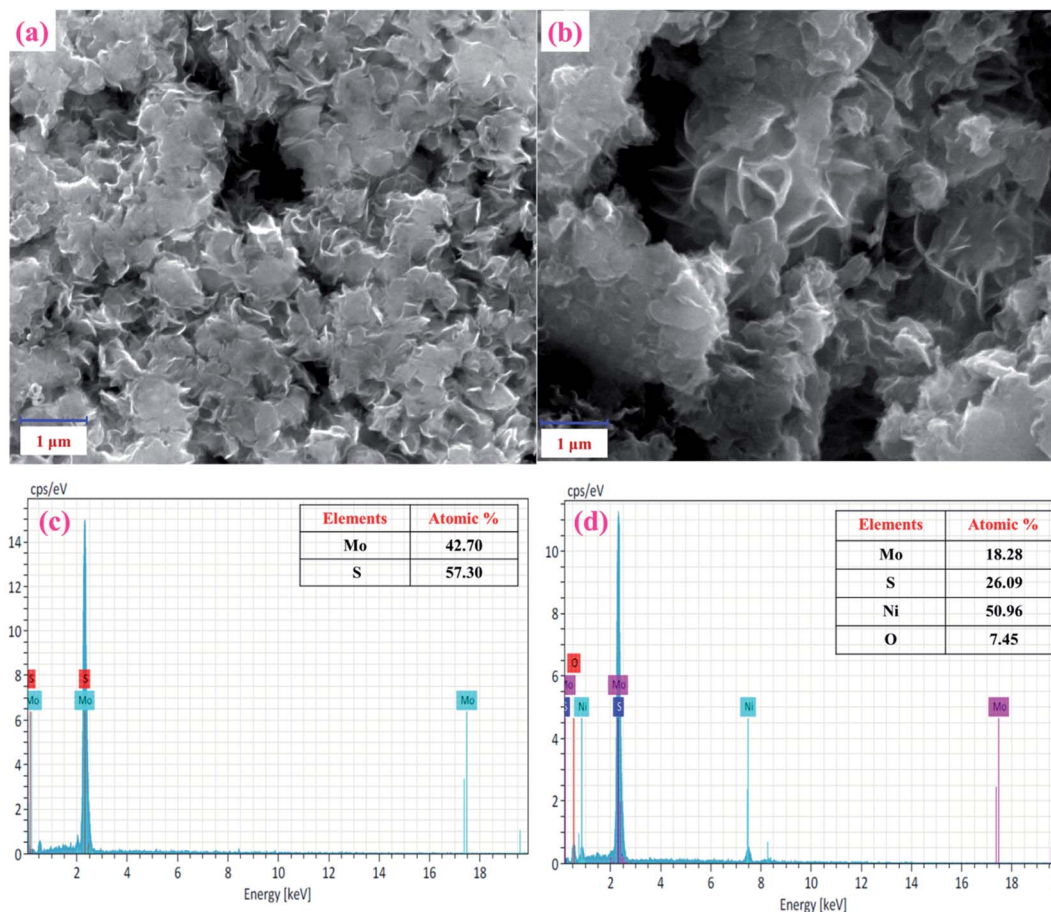 (a)
(b)
1 µm
1 µm
cps/eV
(c)
Elements Atomic %
Mo 42.70
S 57.30
14
12
10
8
6
4
2
0
S
Mo
S
Mo
Mo
2 4 6 8 10 12 14 16 18
Energy [keV]
cps/eV
(d)
Elements Atomic %
Mo 18.28
S 26.09
Ni 50.96
O 7.45
10
8
6
4
2
0
O
Mo
Mo
S
Ni
S
Ni
Mo
2 4 6 8 10 12 14 16 18
Energy [keV]